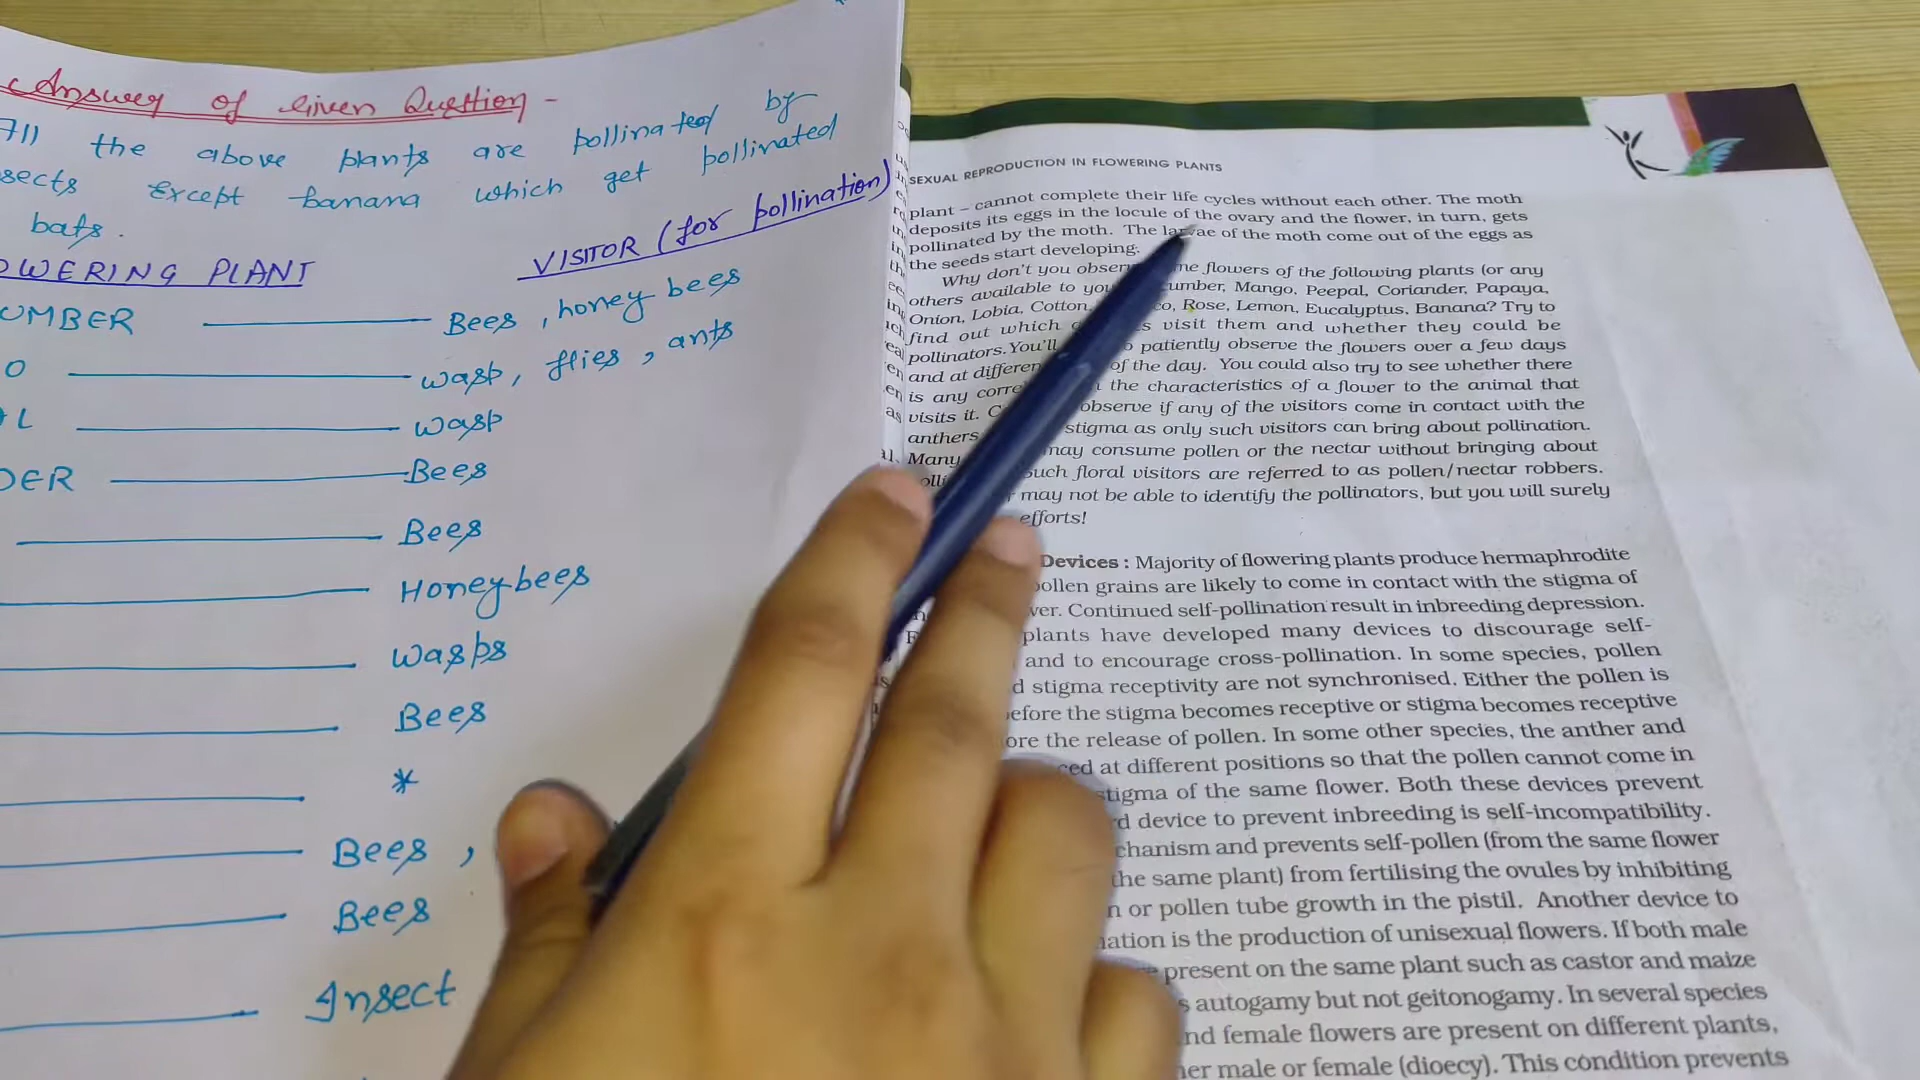 Answer of Given Question -
All the above plants are pollinated by
sects Except banana which get pollinated
bats.
OWERING PLANT VISITOR (for pollination)
UMBER Bees, honey bees
O wasp, flies, ants
AL wasp
DER Bees
Bees
Honeybees
Wasps
Bees
*
Bees,
Bees
Insect
SEXUAL REPRODUCTION IN FLOWERING PLANTS
plant – cannot complete their life cycles without each other. The moth
deposits its eggs in the locule of the ovary and the flower, in turn, gets
pollinated by the moth. The larvae of the moth come out of the eggs as
the seeds start developing.
Why don't you observ me flowers of the following plants (or any
others available to you umber, Mango, Peepal, Coriander, Papaya,
Onion, Lobia, Cotton, co, Rose, Lemon, Eucalyptus, Banana? Try to
find out which s visit them and whether they could be
pollinators. You'll o patiently observe the flowers over a few days
and at differen of the day. You could also try to see whether there
is any corre the characteristics of a flower to the animal that
visits it. C observe if any of the visitors come in contact with the
anthers stigma as only such visitors can bring about pollination.
Many may consume pollen or the nectar without bringing about
olli Such floral visitors are referred to as pollen/nectar robbers.
may not be able to identify the pollinators, but you will surely
efforts!
Devices : Majority of flowering plants produce hermaphrodite
pollen grains are likely to come in contact with the stigma of
wer. Continued self-pollination result in inbreeding depression.
plants have developed many devices to discourage self-
and to encourage cross-pollination. In some species, pollen
d stigma receptivity are not synchronised. Either the pollen is
efore the stigma becomes receptive or stigma becomes receptive
ore the release of pollen. In some other species, the anther and
ced at different positions so that the pollen cannot come in
stigma of the same flower. Both these devices prevent
rd device to prevent inbreeding is self-incompatibility.
chanism and prevents self-pollen (from the same flower
the same plant) from fertilising the ovules by inhibiting
n or pollen tube growth in the pistil. Another device to
nation is the production of unisexual flowers. If both male
present on the same plant such as castor and maize
s autogamy but not geitonogamy. In several species
nd female flowers are present on different plants,
her male or female (dioecy). This condition prevents